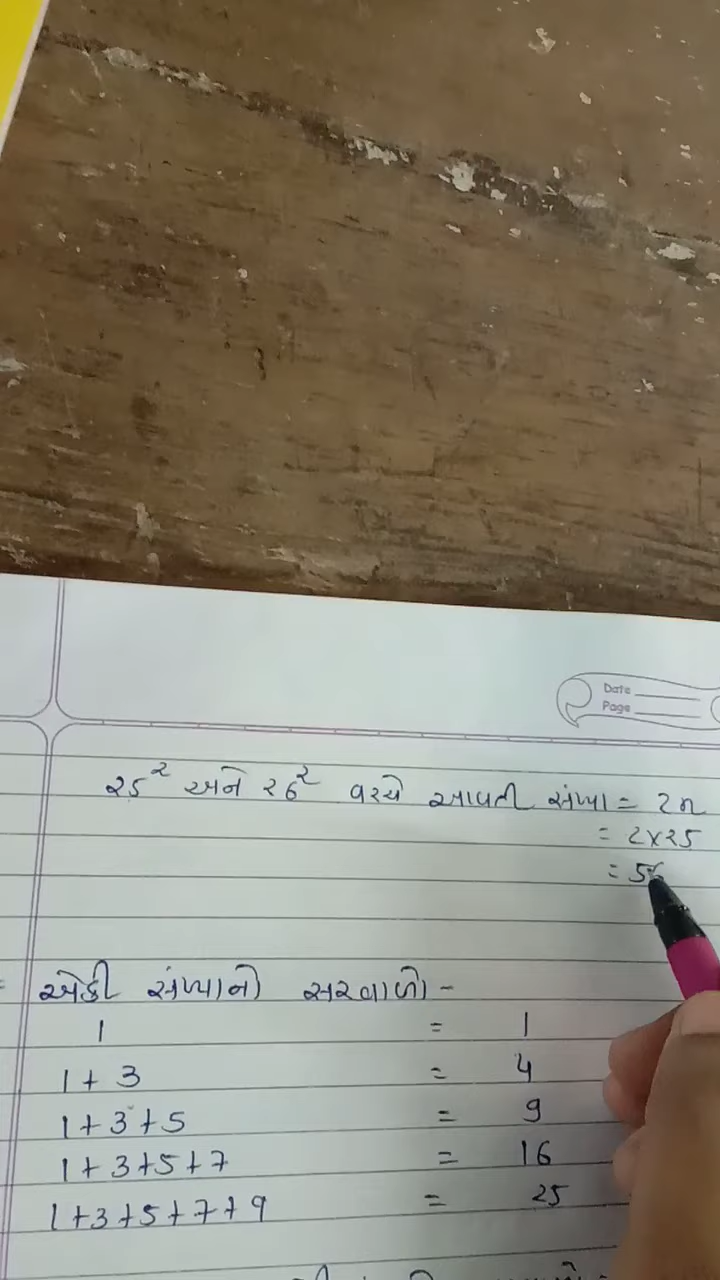 Date
Page
25² અને 26² વચ્ચે આવતી સંખ્યા = 2n
= 2×25
= 5
એકી સંખ્યાનો સરવાળો -
1 = 1
1 + 3 = 4
1 + 3 + 5 = 9
1 + 3 + 5 + 7 = 16
1 + 3 + 5 + 7 + 9 = 25